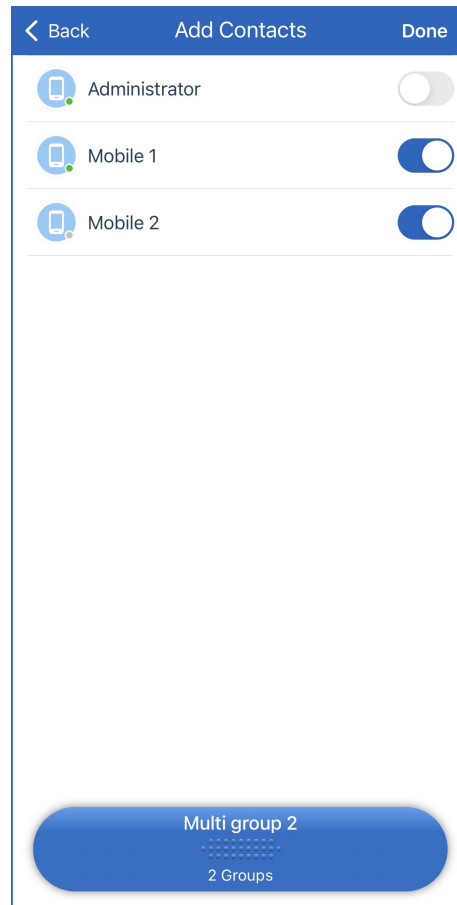 Back
Add Contacts
Done
Administrator
Mobile 1
Mobile 2
Multi group 2
2 Groups